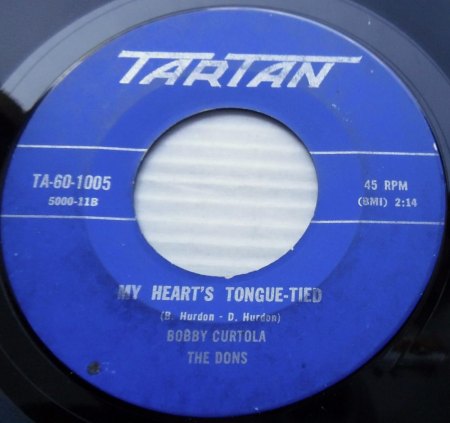 TARTAN
TA-60-1005
5000-11B
45 RPM
(BMI) 2:14
MY HEART'S TONGUE-TIED
(B. Hurdon - D. Hurdon)
BOBBY CURTOLA
THE DONS